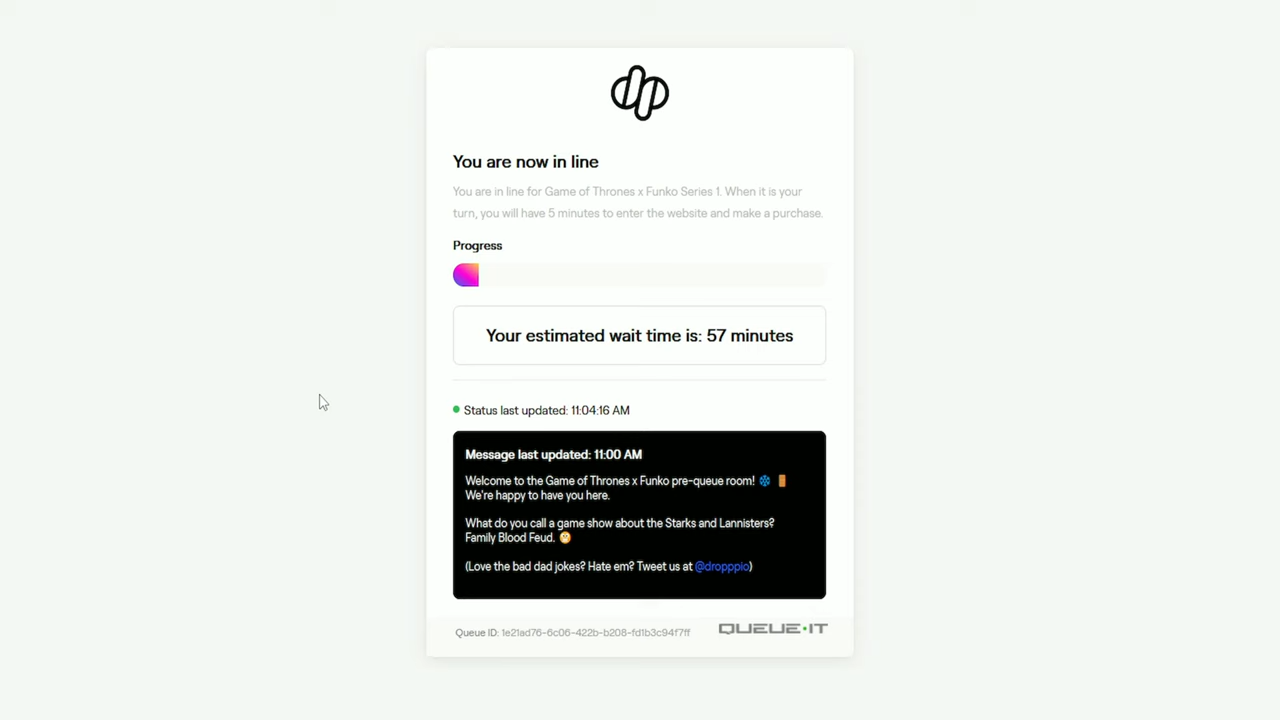 You are now in line
You are in line for Game of Thrones x Funko Series 1. When it is your
turn, you will have 5 minutes to enter the website and make a purchase.
Progress
Your estimated wait time is: 57 minutes
Status last updated: 11:04:16 AM
Message last updated: 11:00 AM
Welcome to the Game of Thrones x Funko pre-queue room! ❄️ 🚪
We're happy to have you here.
What do you call a game show about the Starks and Lannisters?
Family Blood Feud. 😬
(Love the bad dad jokes? Hate em? Tweet us at @dropppio)
Queue ID: 1e21ad76-6c06-422b-b208-fd1b3c94f7ff
QUEUE·IT